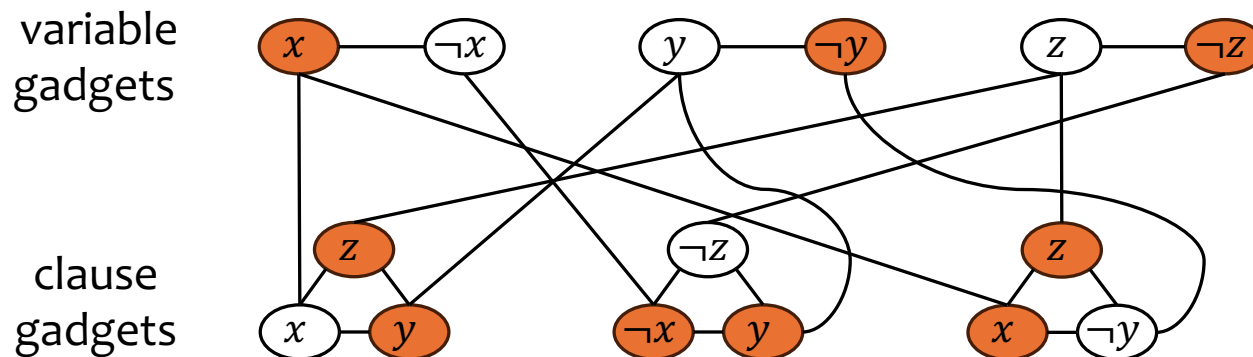 variable
gadgets
x ¬x y ¬y z ¬z
clause
gadgets
z ¬z z
x y ¬x y x ¬y